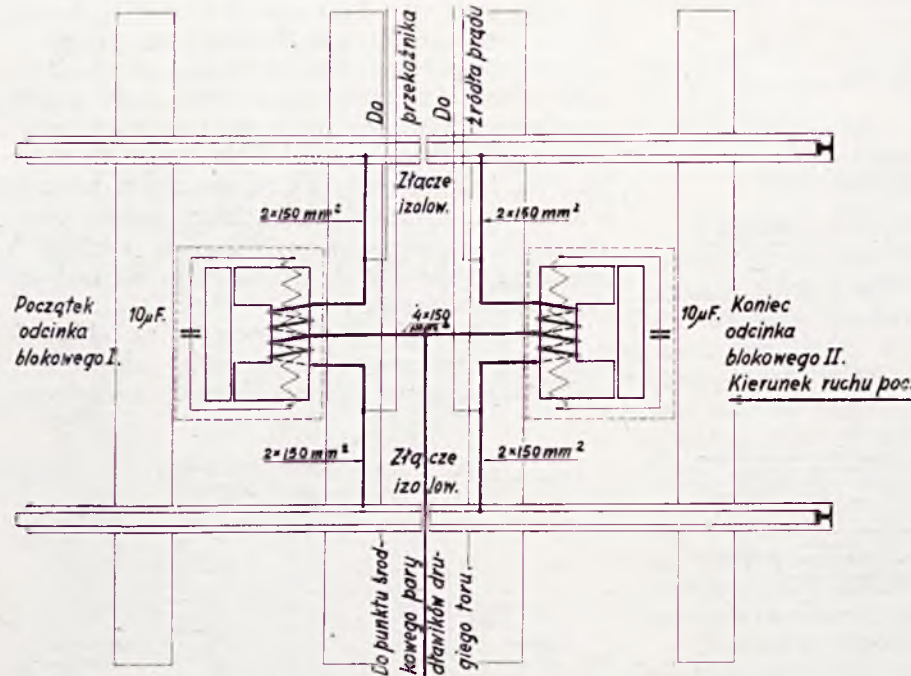 Do
przekaźnika
Do
źródła prądu
Złącze
izolow.
2×150 mm²
2×150 mm²
Początek
odcinka
blokowego I.
10µF.
4×150
mm²
10µF.
Koniec
odcinka
blokowego II.
Kierunek ruchu poc.
2×150 mm²
Złącze
izolow.
2×150 mm²
Do punktu środ-
kowego pary
dławików dru-
giego toru.